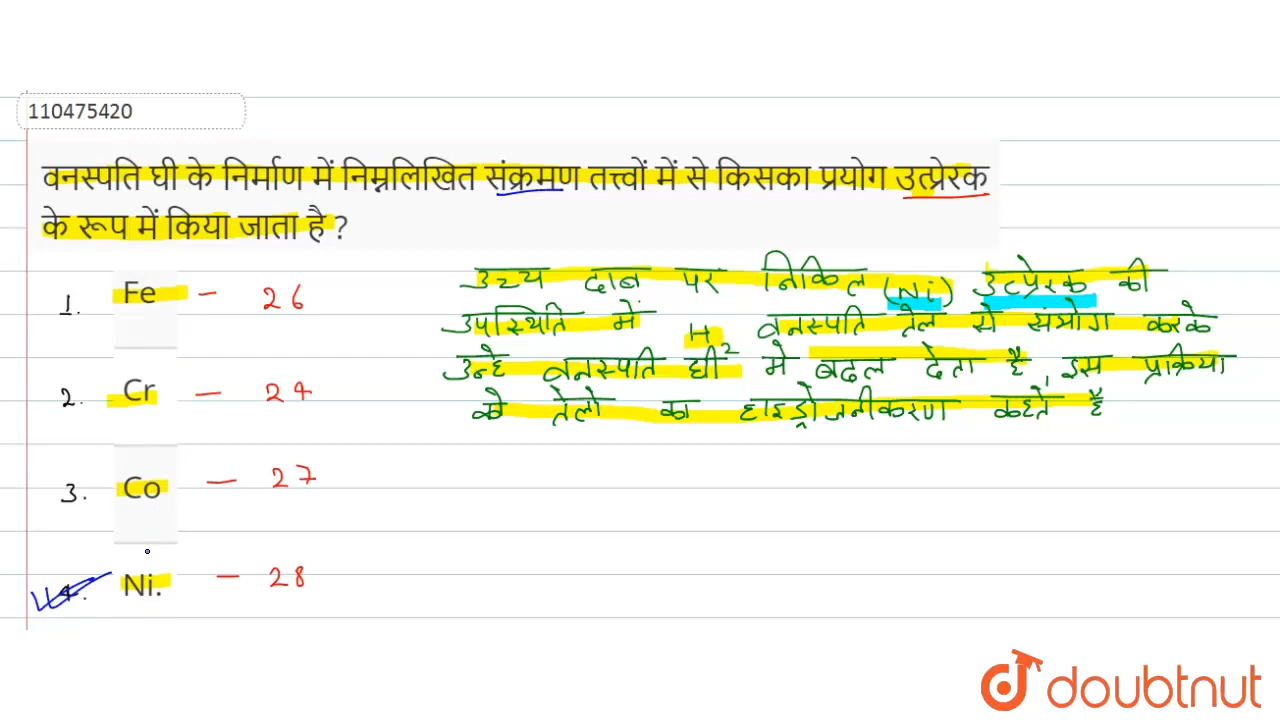 110475420
वनस्पति घी के निर्माण में निम्नलिखित संक्रमण तत्त्वों में से किसका प्रयोग उत्प्रेरक
के रूप में किया जाता है ?
1. Fe - 26
2. Cr - 24
3. Co - 27
4. Ni. - 28
उच्य दाब पर निकिल (Ni) उत्प्रेरक की
उपस्थिति में H2 वनस्पति तेल से संयोग करके
उन्हे वनस्पति घी मे बदल देता है, इस प्रक्रिया
को तेलो का हाइड्रोजनीकरण कहते है
doubtnut